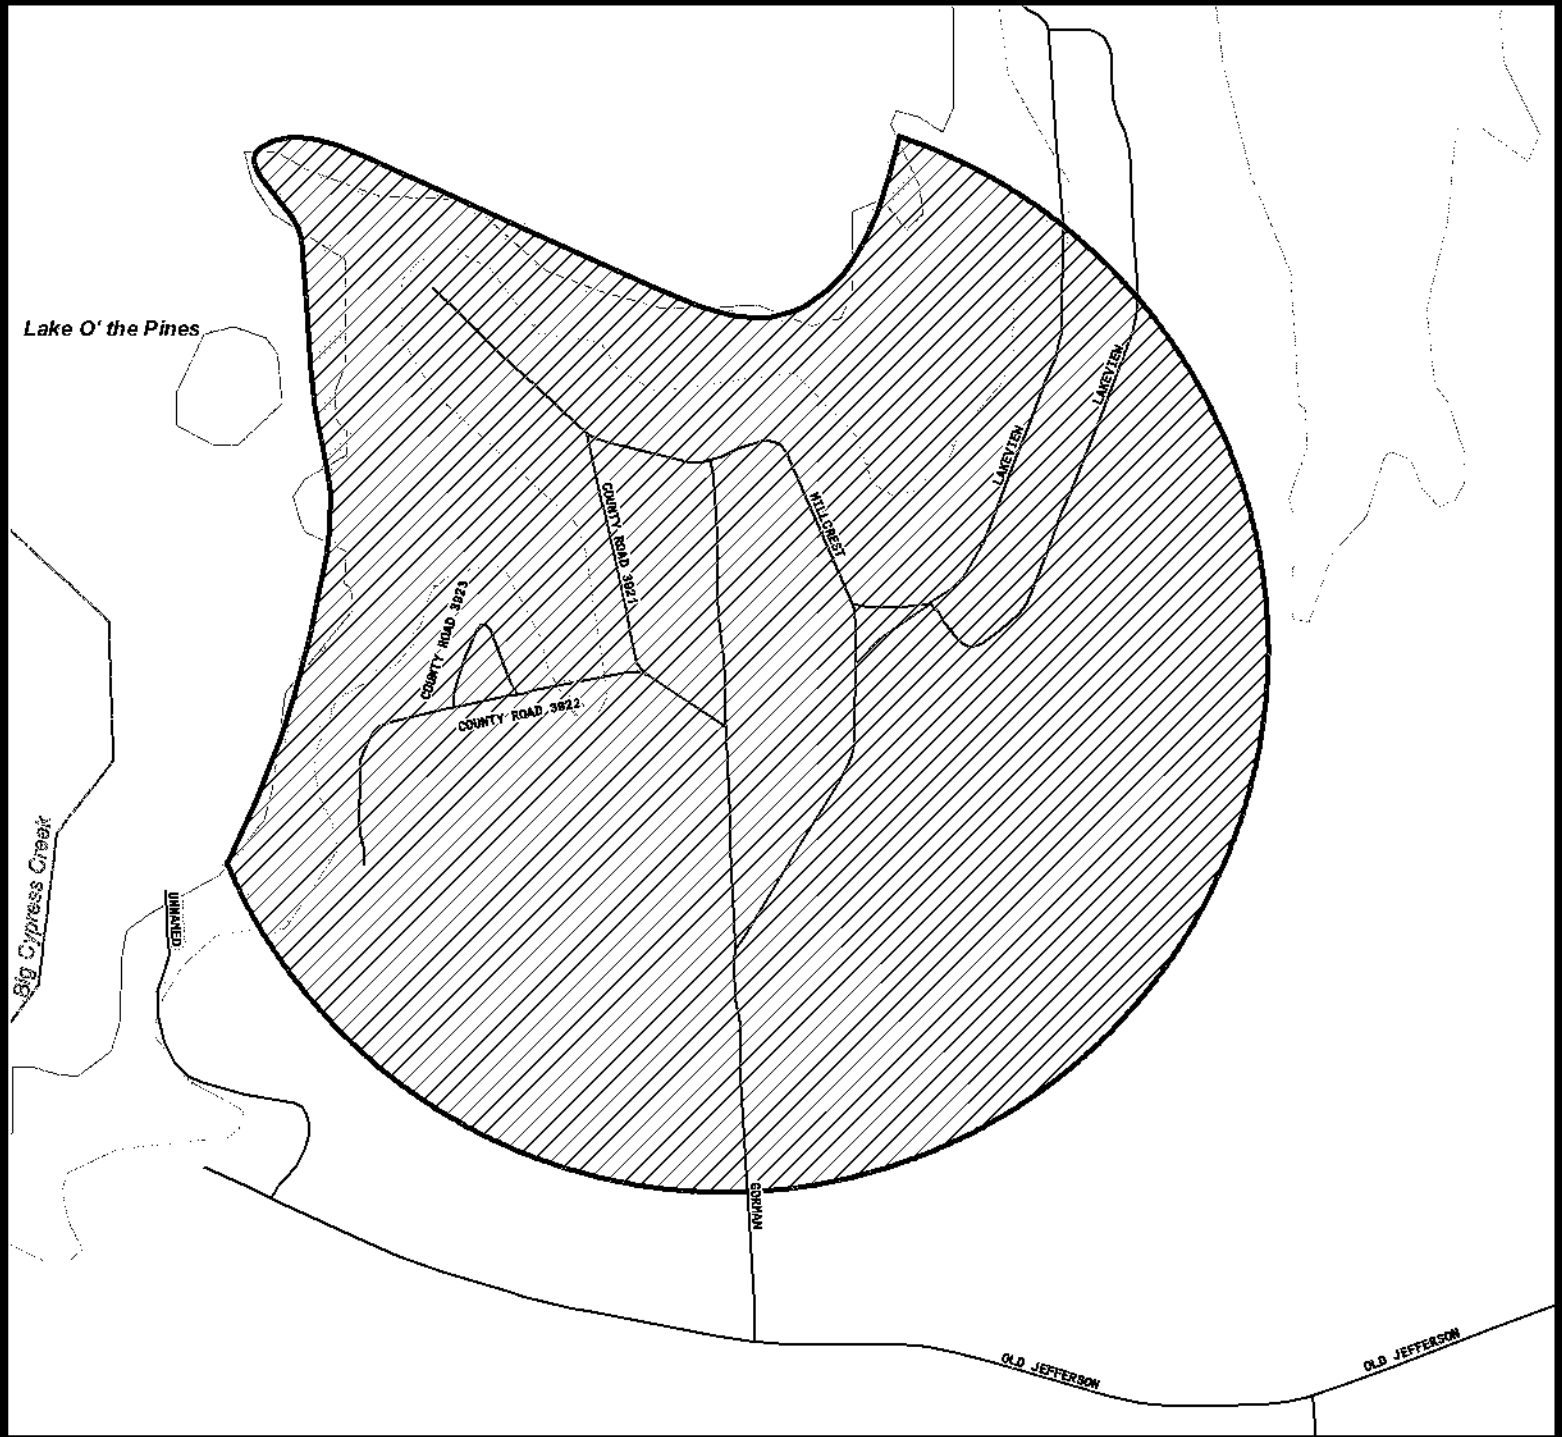 Lake O' the Pines
LAKEVIEW
LAKEVIEW
HILLCREST
COUNTY ROAD 3921
COUNTY ROAD 3923
COUNTY ROAD 3922
Big Cypress Creek
UNNAMED
GORMAN
OLD JEFFERSON
OLD JEFFERSON